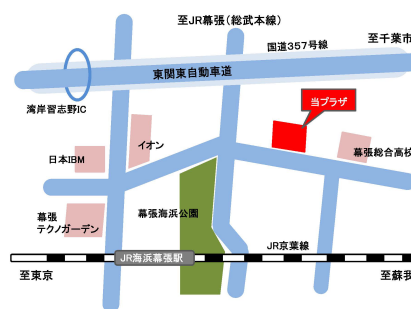 至JR幕張(総武本線)
国道357号線
至千葉市
東関東自動車道
湾岸習志野IC
当プラザ
イオン
日本IBM
幕張総合高校
幕張
テクノガーデン
幕張海浜公園
JR京葉線
JR海浜幕張駅
至東京
至蘇我